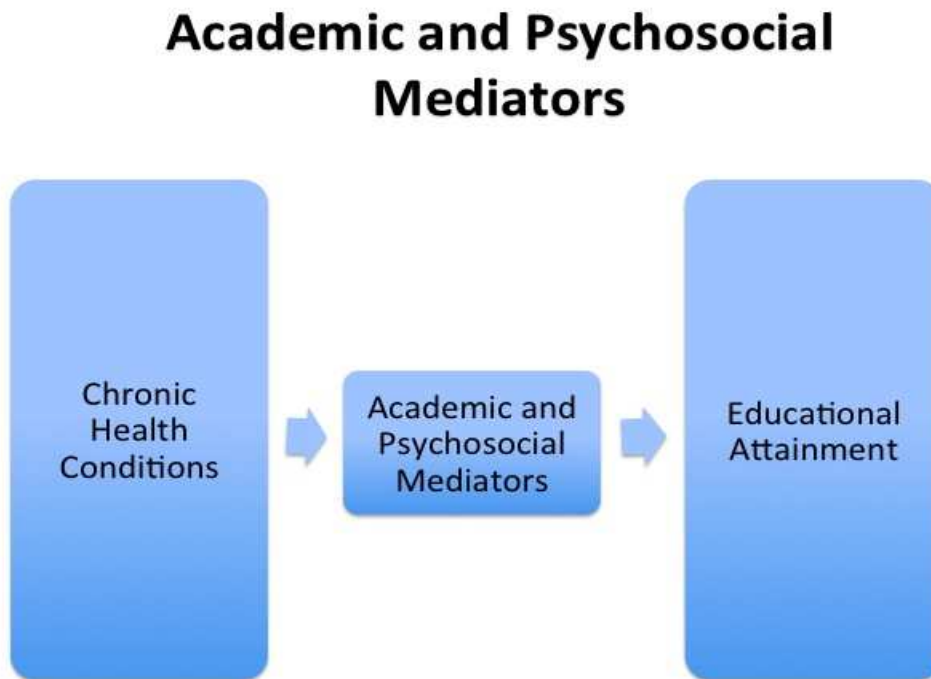 Academic and Psychosocial
Mediators
Chronic
Health
Conditions
Academic and
Psychosocial
Mediators
Educational
Attainment